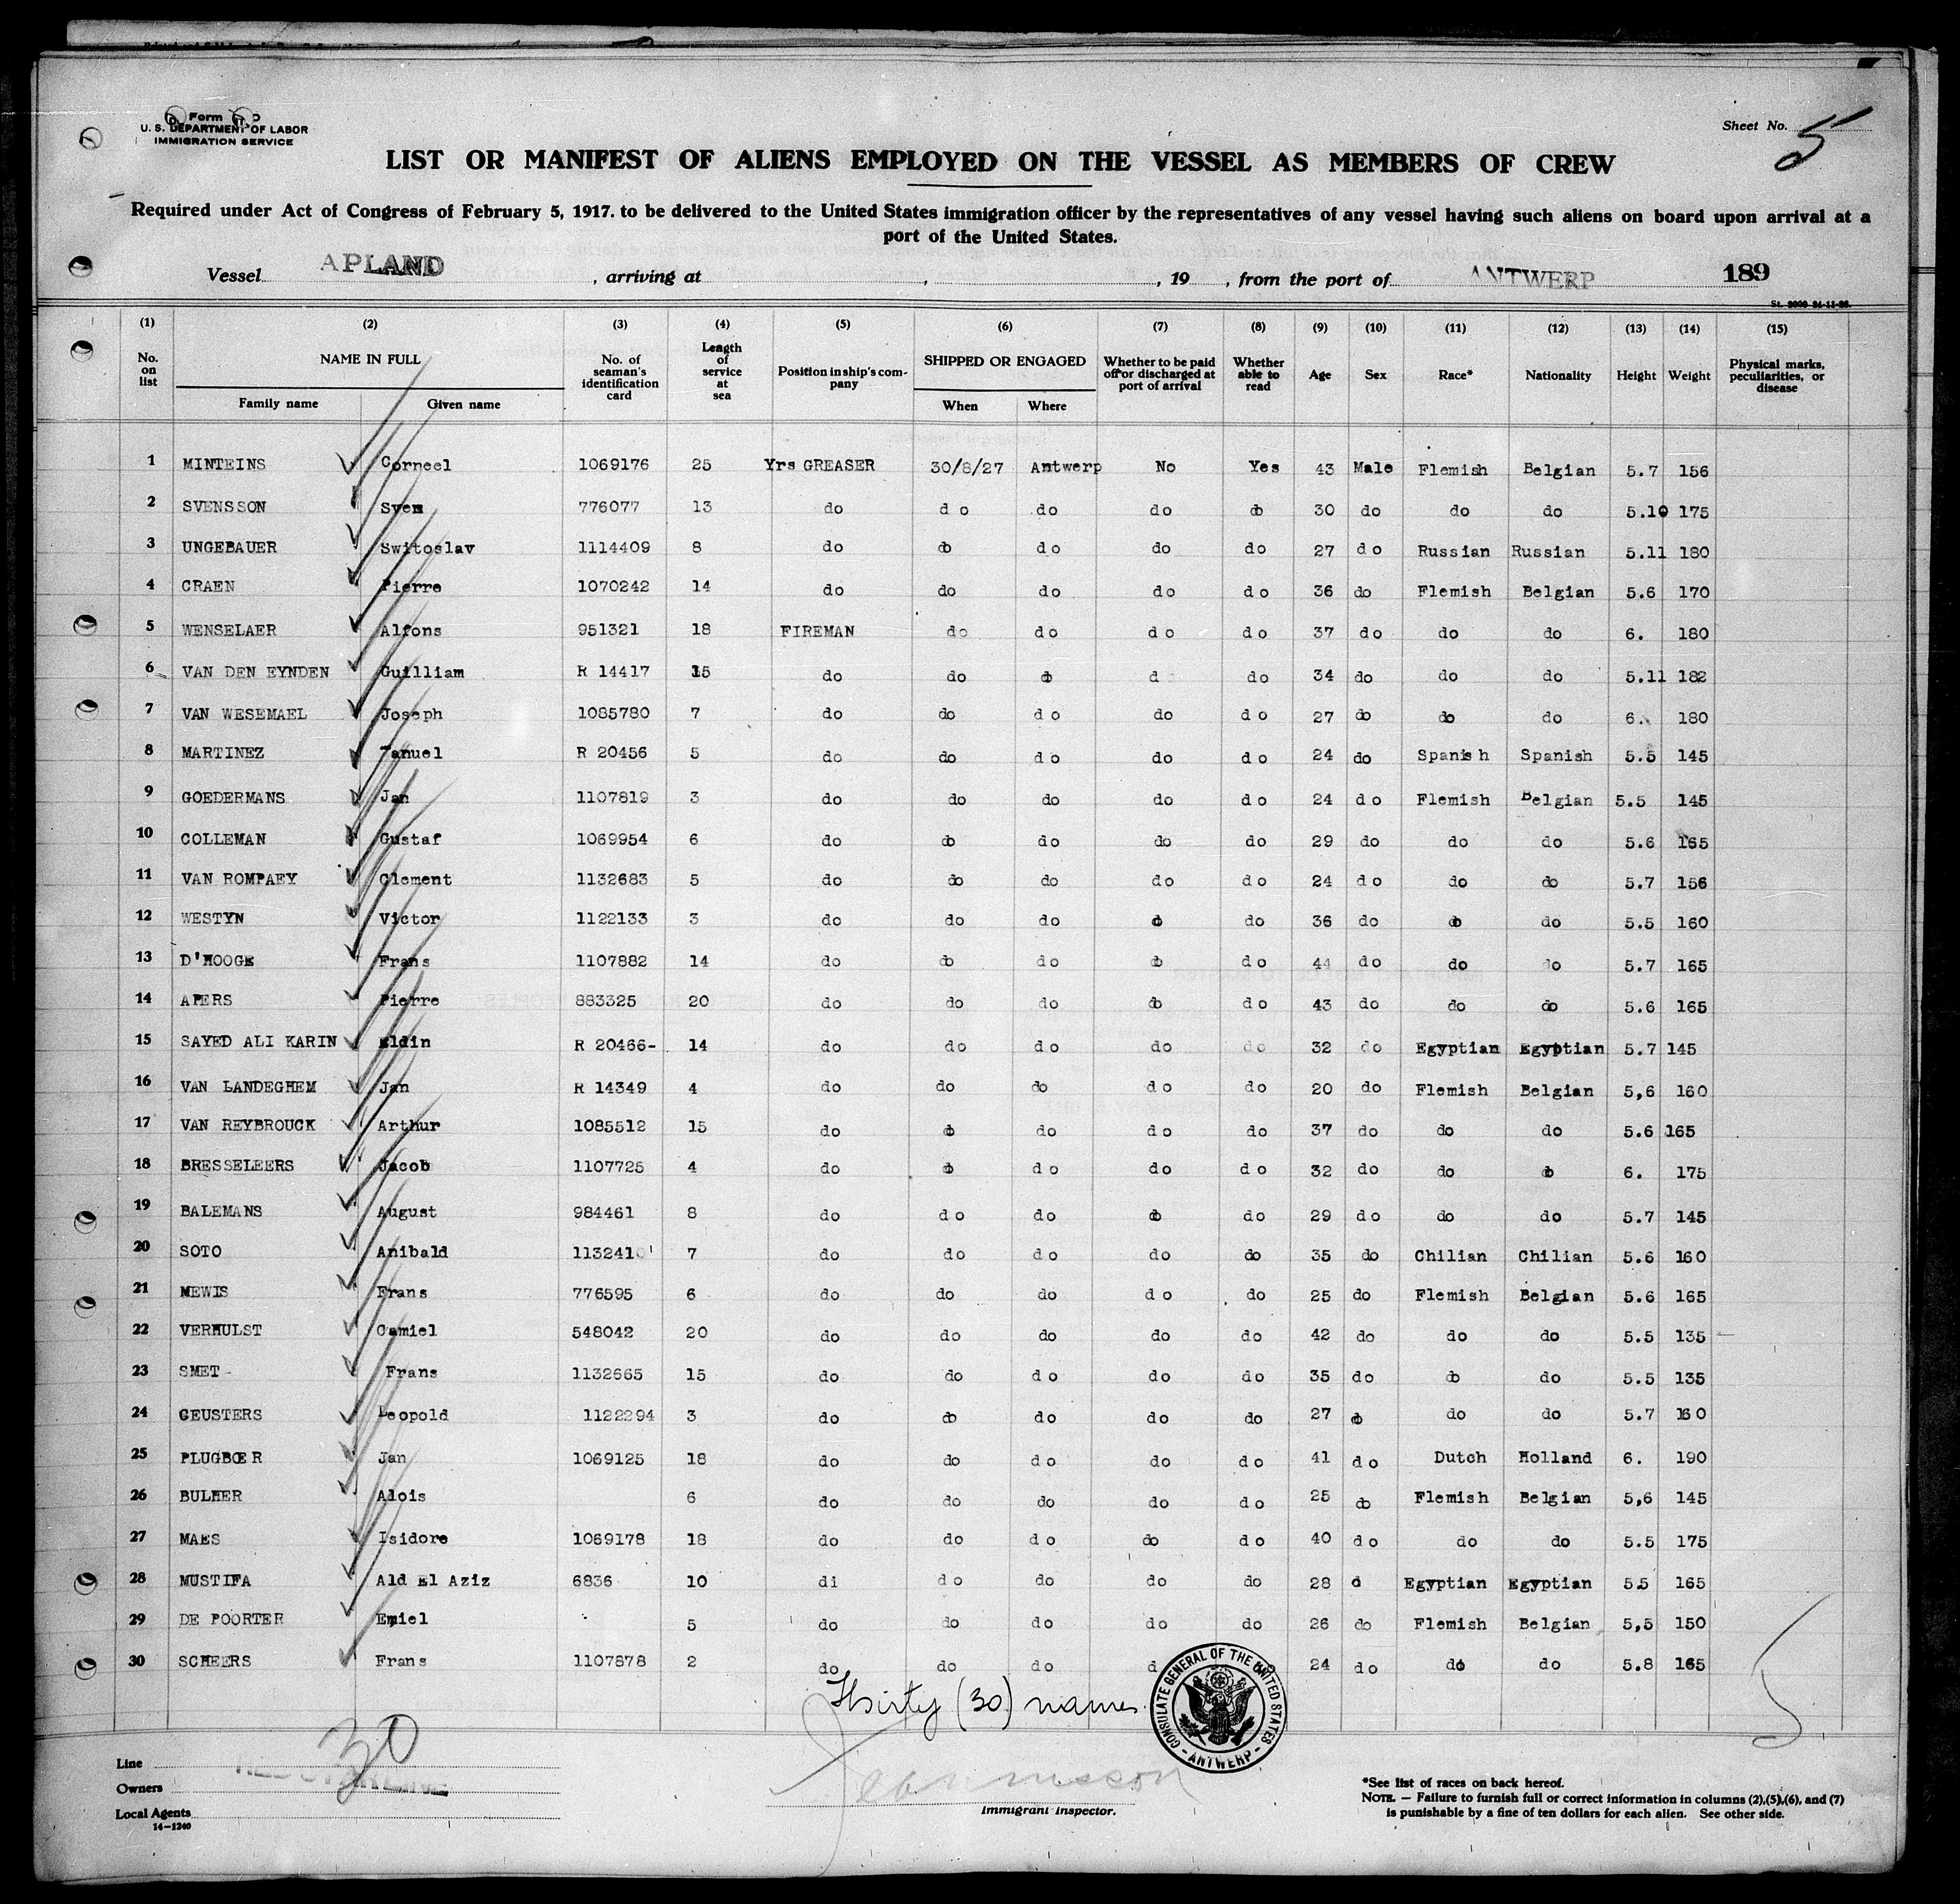 Form
U. S. DEPARTMENT OF LABOR
IMMIGRATION SERVICE
Sheet No. 5
LIST OR MANIFEST OF ALIENS EMPLOYED ON THE VESSEL AS MEMBERS OF CREW
Required under Act of Congress of February 5, 1917. to be delivered to the United States immigration officer by the representatives of any vessel having such aliens on board upon arrival at a
port of the United States.
Vessel APLAND , arriving at , , 19 , from the port of ANTWERP 189
(1) (2) (3) (4) (5) (6) (7) (8) (9) (10) (11) (12) (13) (14) (15)
No. on list NAME IN FULL Family name Given name No. of seaman's identification card Length of service at sea Position in ship's company SHIPPED OR ENGAGED When Where Whether to be paid off or discharged at port of arrival Whether able to read Age Sex Race* Nationality Height Weight Physical marks, peculiarities, or disease
1 MINTEINS Corneel 1069176 25 Yrs GREASER 30/8/27 Antwerp No Yes 43 Male Flemish Belgian 5.7 156
2 SVENSSON Sven 776077 13 do do do do do 30 do do do 5.10 175
3 UNGEBAUER Switoslav 1114409 8 do do do do do 27 do Russian Russian 5.11 180
4 CRAEN Pierre 1070242 14 do do do do do 36 do Flemish Belgian 5.6 170
5 WENSELAER Alfons 951321 18 FIREMAN do do do do 37 do do do 6. 180
6 VAN DEN EYNDEN Guilliam R 14417 15 do do do d do 34 do do do 5.11 182
7 VAN WESEMAEL Joseph 1085780 7 do do do do do 27 do do do 6. 180
8 MARTINEZ Manuel R 20456 5 do do do do do 24 do Spanish Spanish 5.5 145
9 GOEDERMANS Jan 1107819 3 do do do do do 24 do Flemish Belgian 5.5 145
10 COLLEMAN Gustaf 1069954 6 do do do do do 29 do do do 5.6 165
11 VAN ROMPAEY Clement 1132683 5 do do do do do 24 do do do 5.7 156
12 WESTYN Victor 1122133 3 do do do do do 36 do do do 5.5 160
13 D'HOOGE Frans 1107882 14 do do do do do 44 do do do 5.7 165
14 APERS Pierre 883325 20 do do do do do 43 do do do 5.6 165
15 SAYED ALI KARIN Eldin R 20466- 14 do do do do do 32 do Egyptian Egyptian 5.7 145
16 VAN LANDEGHEM Jan R 14349 4 do do do do do 20 do Flemish Belgian 5,6 160
17 VAN REYBROUCK Arthur 1085512 15 do do do do do 37 do do do 5.6 165
18 BRESSELEERS Jacob 1107725 4 do do do do do 32 do do do 6. 175
19 BALEMANS August 984461 8 do do do do do 29 do do do 5.7 145
20 SOTO Anibald 1132410 7 do do do do do 35 do Chilian Chilian 5.6 160
21 MEWIS Frans 776595 6 do do do do do 25 do Flemish Belgian 5.6 165
22 VERHULST Camiel 548042 20 do do do do do 42 do do do 5.5 135
23 SMET Frans 1132665 15 do do do do do 35 do do do 5.5 135
24 GEUSTERS Leopold 1122294 3 do do do do do 27 do do do 5.7 160
25 PLUGBOER Jan 1069125 18 do do do do do 41 do Dutch Holland 6. 190
26 BULHER Alois 6 do do do do do 25 do Flemish Belgian 5,6 145
27 MAES Isidore 1069178 18 do do do do do 40 do do do 5.5 175
28 MUSTIFA Ald El Aziz 6836 10 di do do do do 28 d Egyptian Egyptian 55 165
29 DE POORTER Emiel 5 do do do do do 26 do Flemish Belgian 5,5 150
30 SCHEERS Frans 1107878 2 do do do d 24 do do do 5.8 165
Thirty (30) names
CONSULATE GENERAL OF THE UNITED STATES - ANTWERP -
30
5
Line
Owners
Local Agents
14—1240
Immigrant inspector.
*See list of races on back hereof.
NOTE. — Failure to furnish full or correct information in columns (2),(5),(6), and (7)
is punishable by a fine of ten dollars for each alien. See other side.